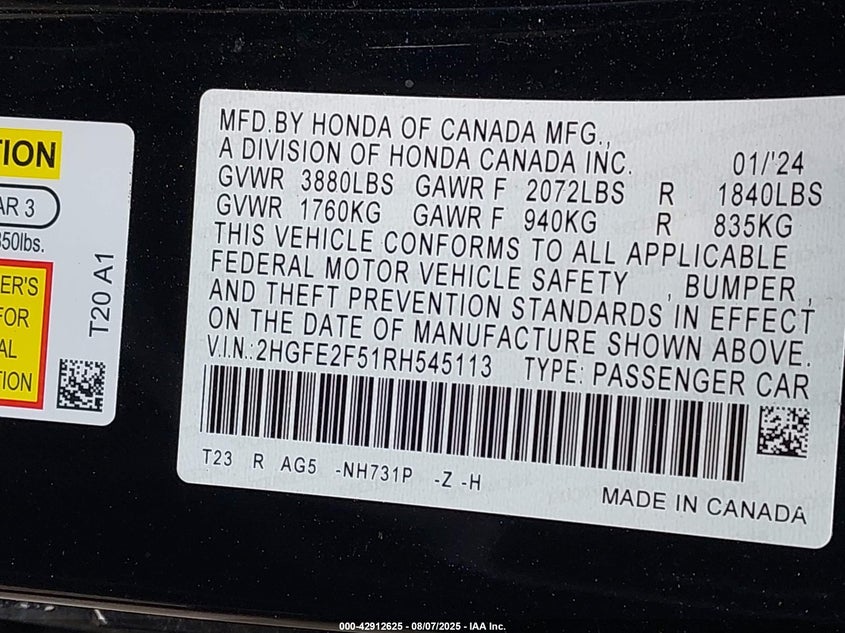 TION
AR 3
850lbs.
ER'S
FOR
AL
TION
T20 A1
MFD.BY HONDA OF CANADA MFG.,
A DIVISION OF HONDA CANADA INC. 01/'24
GVWR 3880LBS GAWR F 2072LBS R 1840LBS
GVWR 1760KG GAWR F 940KG R 835KG
THIS VEHICLE CONFORMS TO ALL APPLICABLE
FEDERAL MOTOR VEHICLE SAFETY , BUMPER ,
AND THEFT PREVENTION STANDARDS IN EFFECT
ON THE DATE OF MANUFACTURE SHOWN ABOVE.
V.I.N.:2HGFE2F51RH545113 TYPE: PASSENGER CAR
T23 R AG5 -NH731P -Z -H
MADE IN CANADA
000-42912625 - 08/07/2025 - IAA Inc.